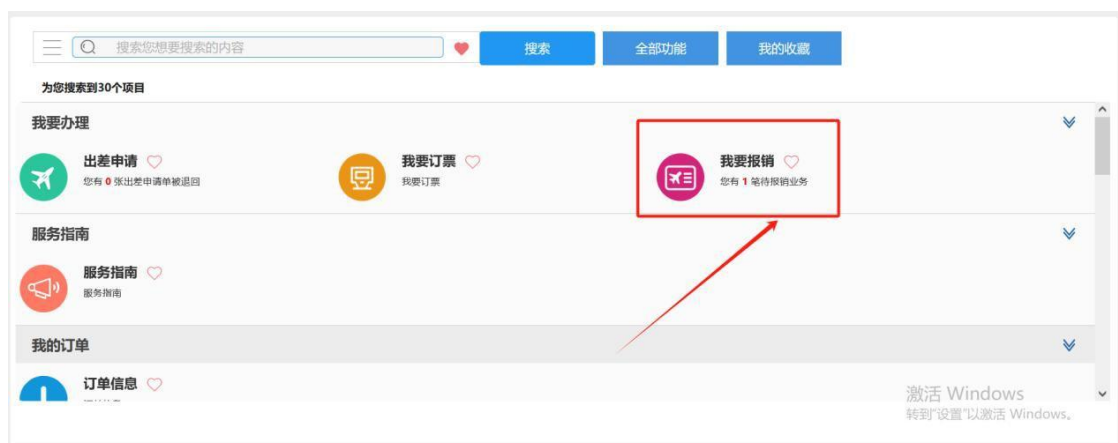 搜索您想要搜索的内容 搜索 全部功能 我的收藏
为您搜索到30个项目
我要办理
出差申请 我要订票 我要报销
您有 0 张出差申请单被退回 我要订票 您有 1 笔待报销业务
服务指南
服务指南
服务指南
我的订单
订单信息
激活 Windows
转到"设置"以激活 Windows。